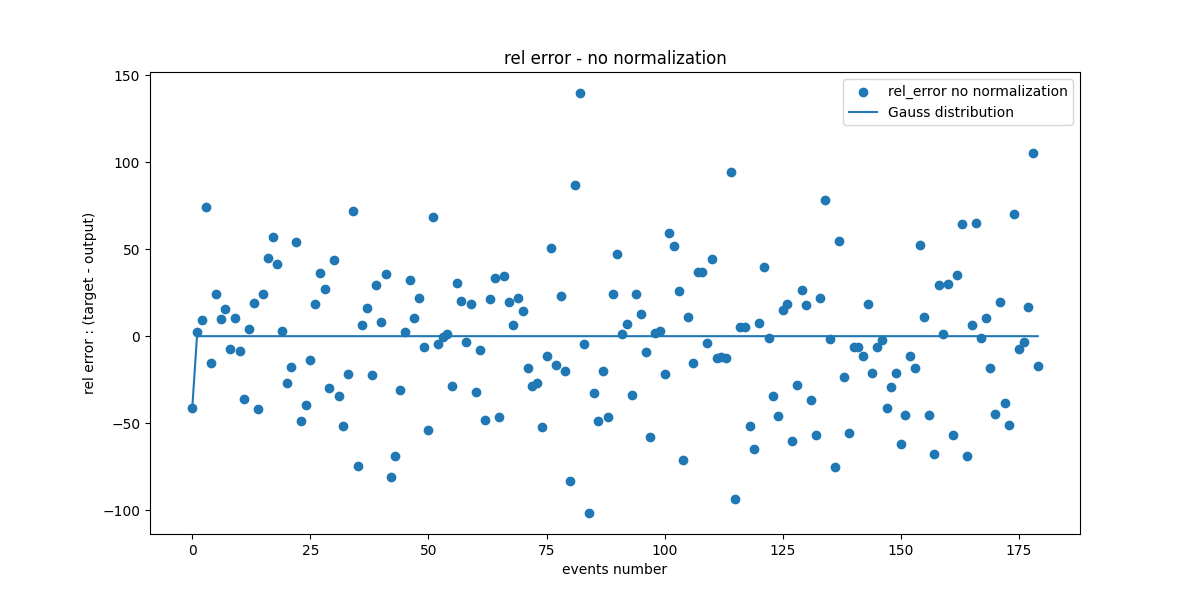 rel error - no normalization
rel_error no normalization
Gauss distribution
rel error : (target - output)
150
100
50
0
−50
−100
0
25
50
75
100
125
150
175
events number